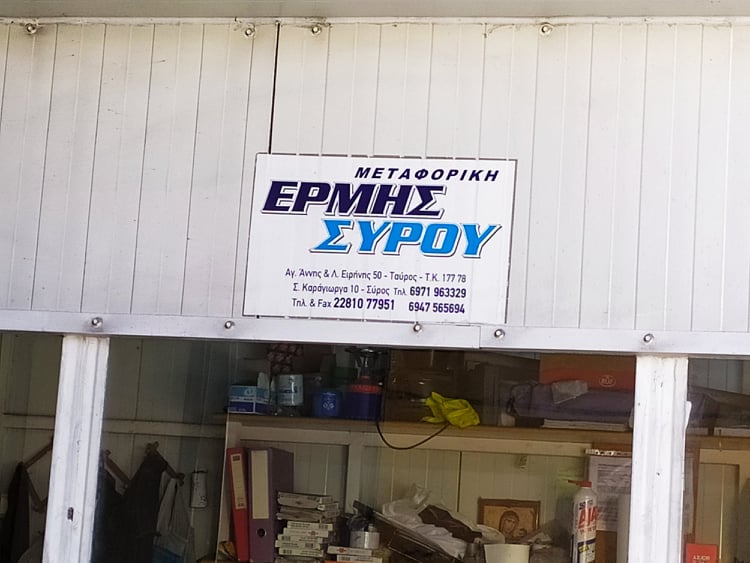 ΜΕΤΑΦΟΡΙΚΗ
ΕΡΜΗΣ
ΣΥΡΟΥ
Αγ. Άννης & Λ. Ειρήνης 50 - Ταύρος - Τ.Κ. 177 78
Σ. Καράγιωργα 10 - Σύρος Τηλ. 6971 963329
Τηλ. & Fax 22810 77951 6947 565694